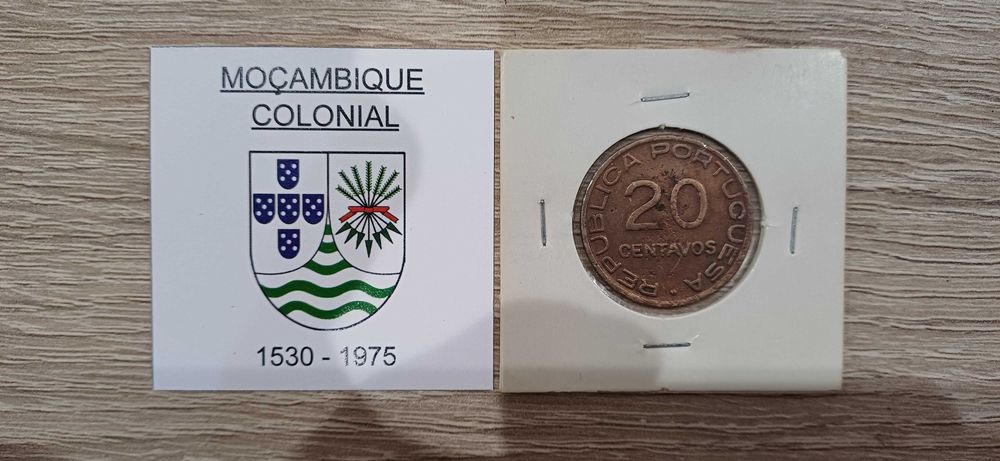 MOÇAMBIQUE
COLONIAL
1530 - 1975
REPUBLICA PORTUGUESA
20
CENTAVOS